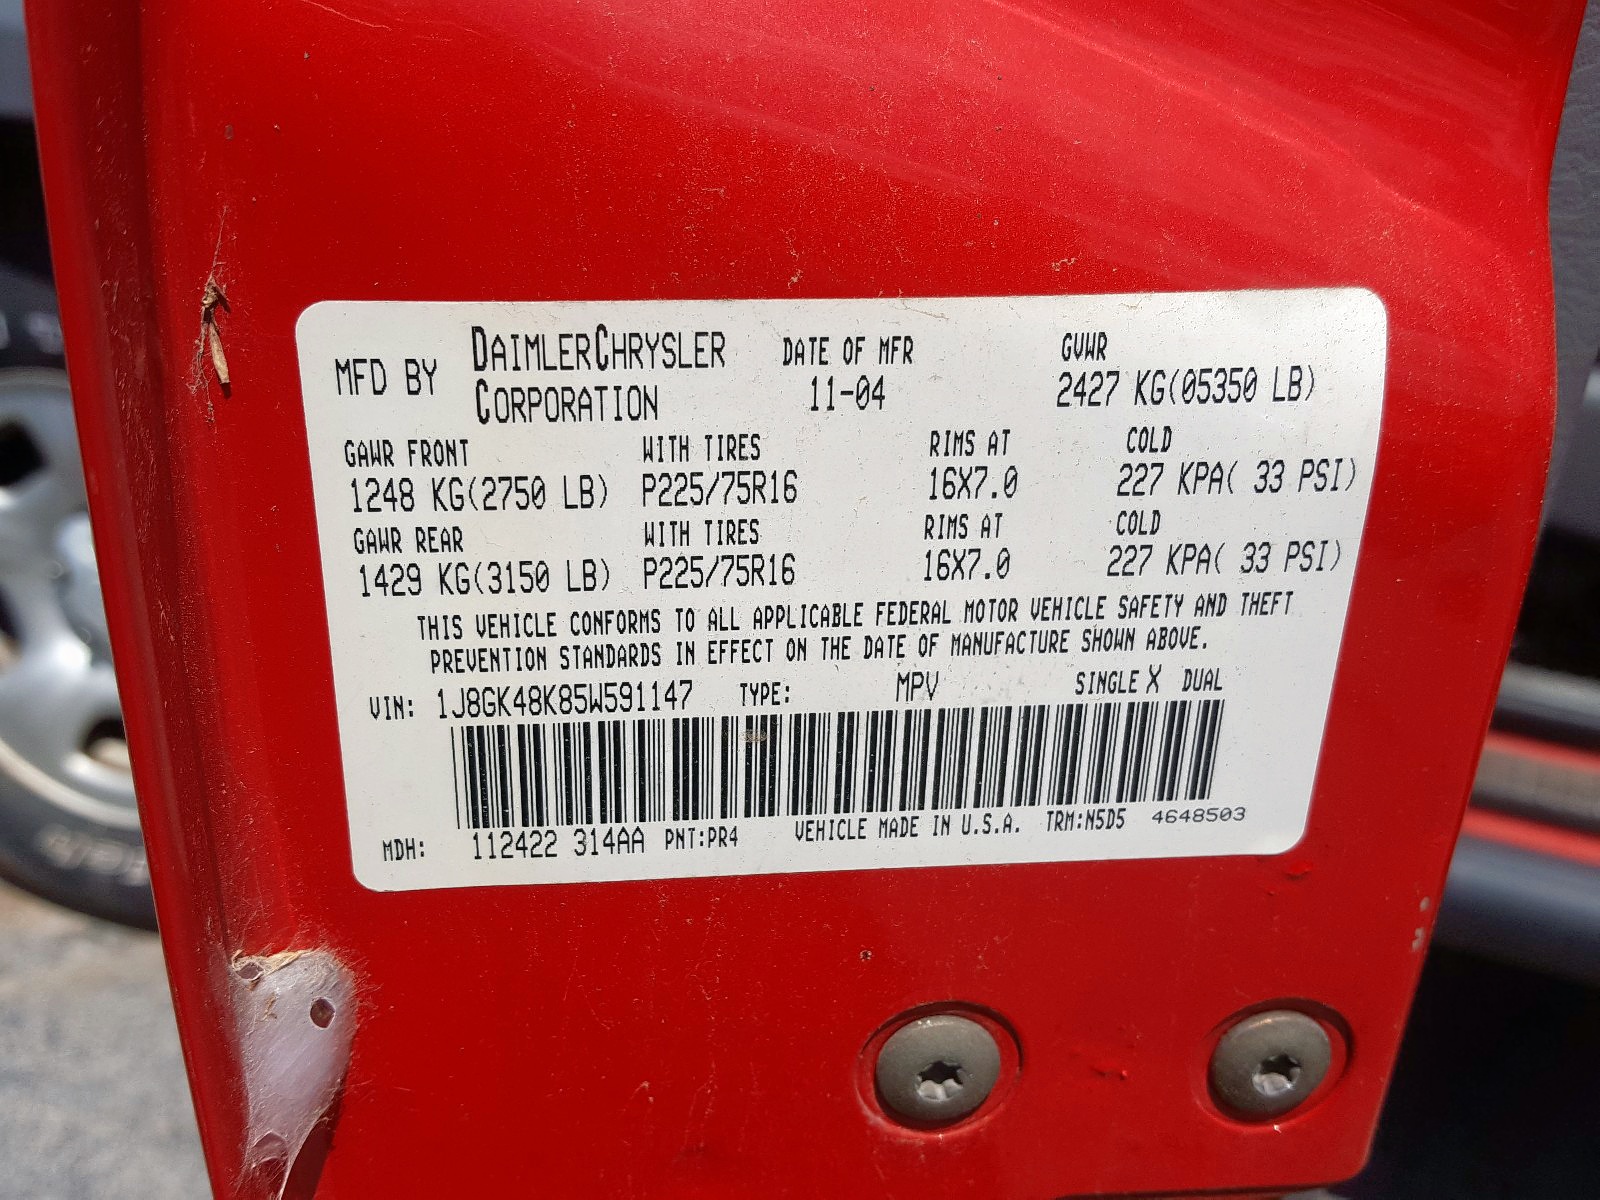 MFD BY DAIMLERCHRYSLER CORPORATION
DATE OF MFR
11-04
GVWR
2427 KG(05350 LB)
GAWR FRONT WITH TIRES RIMS AT COLD
1248 KG(2750 LB) P225/75R16 16X7.0 227 KPA( 33 PSI)
GAWR REAR WITH TIRES RIMS AT COLD
1429 KG(3150 LB) P225/75R16 16X7.0 227 KPA( 33 PSI)
THIS VEHICLE CONFORMS TO ALL APPLICABLE FEDERAL MOTOR VEHICLE SAFETY AND THEFT
PREVENTION STANDARDS IN EFFECT ON THE DATE OF MANUFACTURE SHOWN ABOVE.
VIN: 1J8GK48K85W591147 TYPE: MPV SINGLE X DUAL
MDH: 112422 314AA PNT:PR4 VEHICLE MADE IN U.S.A. TRM:N5D5 4648503